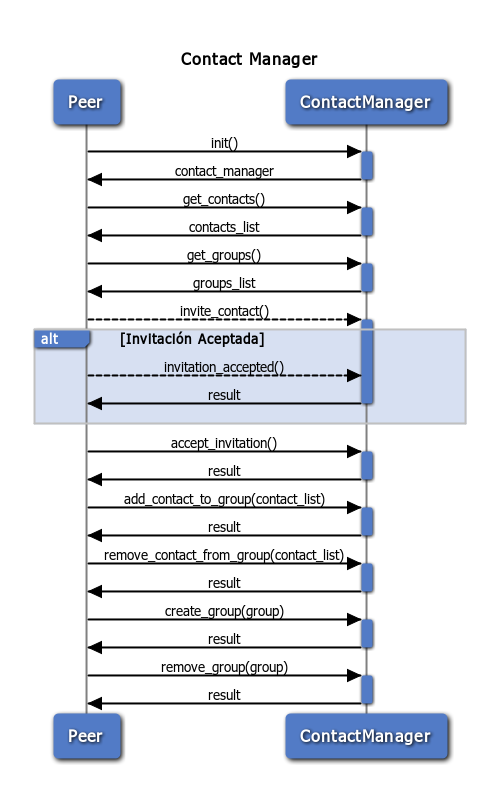 Contact Manager
Peer
ContactManager
init()
contact_manager
get_contacts()
contacts_list
get_groups()
groups_list
invite_contact()
alt
[Invitación Aceptada]
invitation_accepted()
result
accept_invitation()
result
add_contact_to_group(contact_list)
result
remove_contact_from_group(contact_list)
result
create_group(group)
result
remove_group(group)
result
Peer
ContactManager